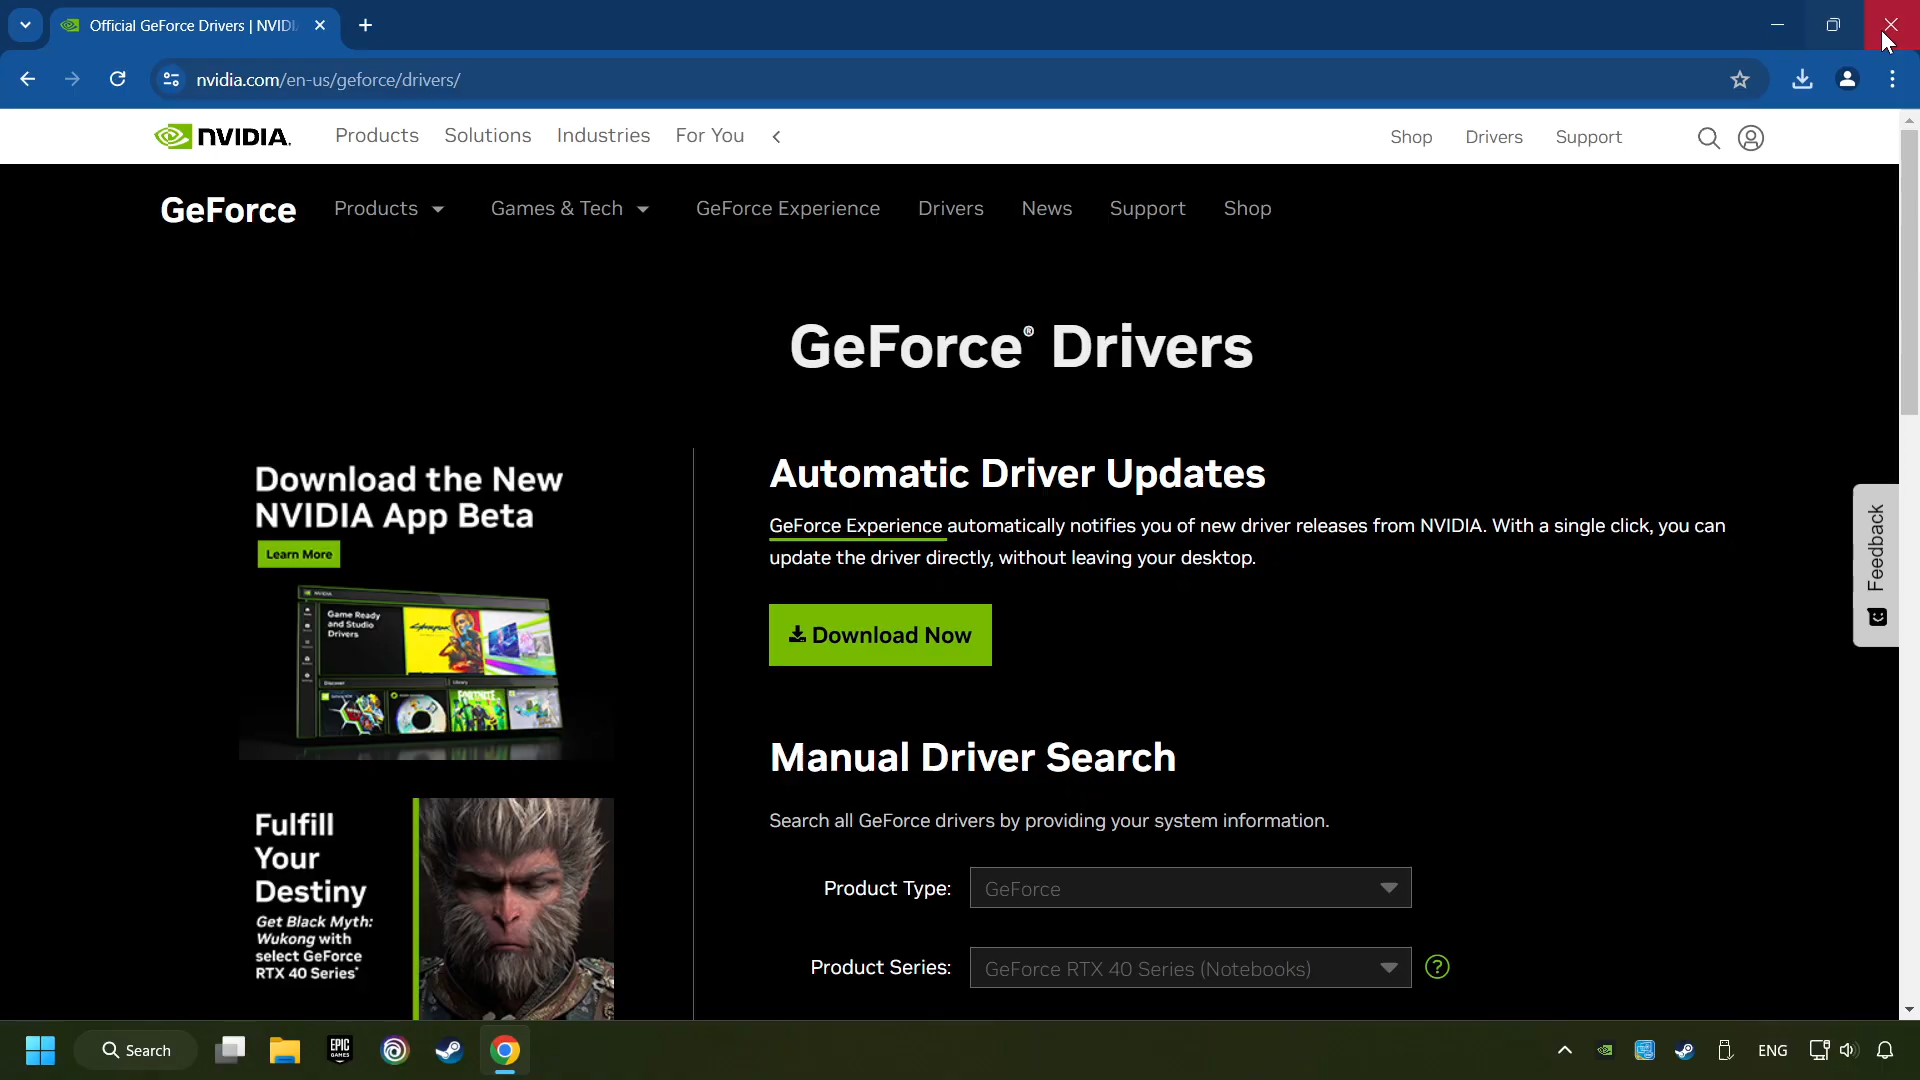 Official GeForce Drivers | NVIDI
nvidia.com/en-us/geforce/drivers/
NVIDIA.
Products
Solutions
Industries
For You
Shop
Drivers
Support
GeForce
Products
Games & Tech
GeForce Experience
Drivers
News
Support
Shop
GeForce® Drivers
Download the New
NVIDIA App Beta
Learn More
NVIDIA
Game Ready
and Studio
Drivers
Discover
Library
FORTNITE
Fulfill
Your
Destiny
Get Black Myth:
Wukong with
select GeForce
RTX 40 Series*
Automatic Driver Updates
GeForce Experience automatically notifies you of new driver releases from NVIDIA. With a single click, you can
update the driver directly, without leaving your desktop.
Download Now
Manual Driver Search
Search all GeForce drivers by providing your system information.
Product Type:
GeForce
Product Series:
GeForce RTX 40 Series (Notebooks)
?
Feedback
Search
EPIC
GAMES
ENG